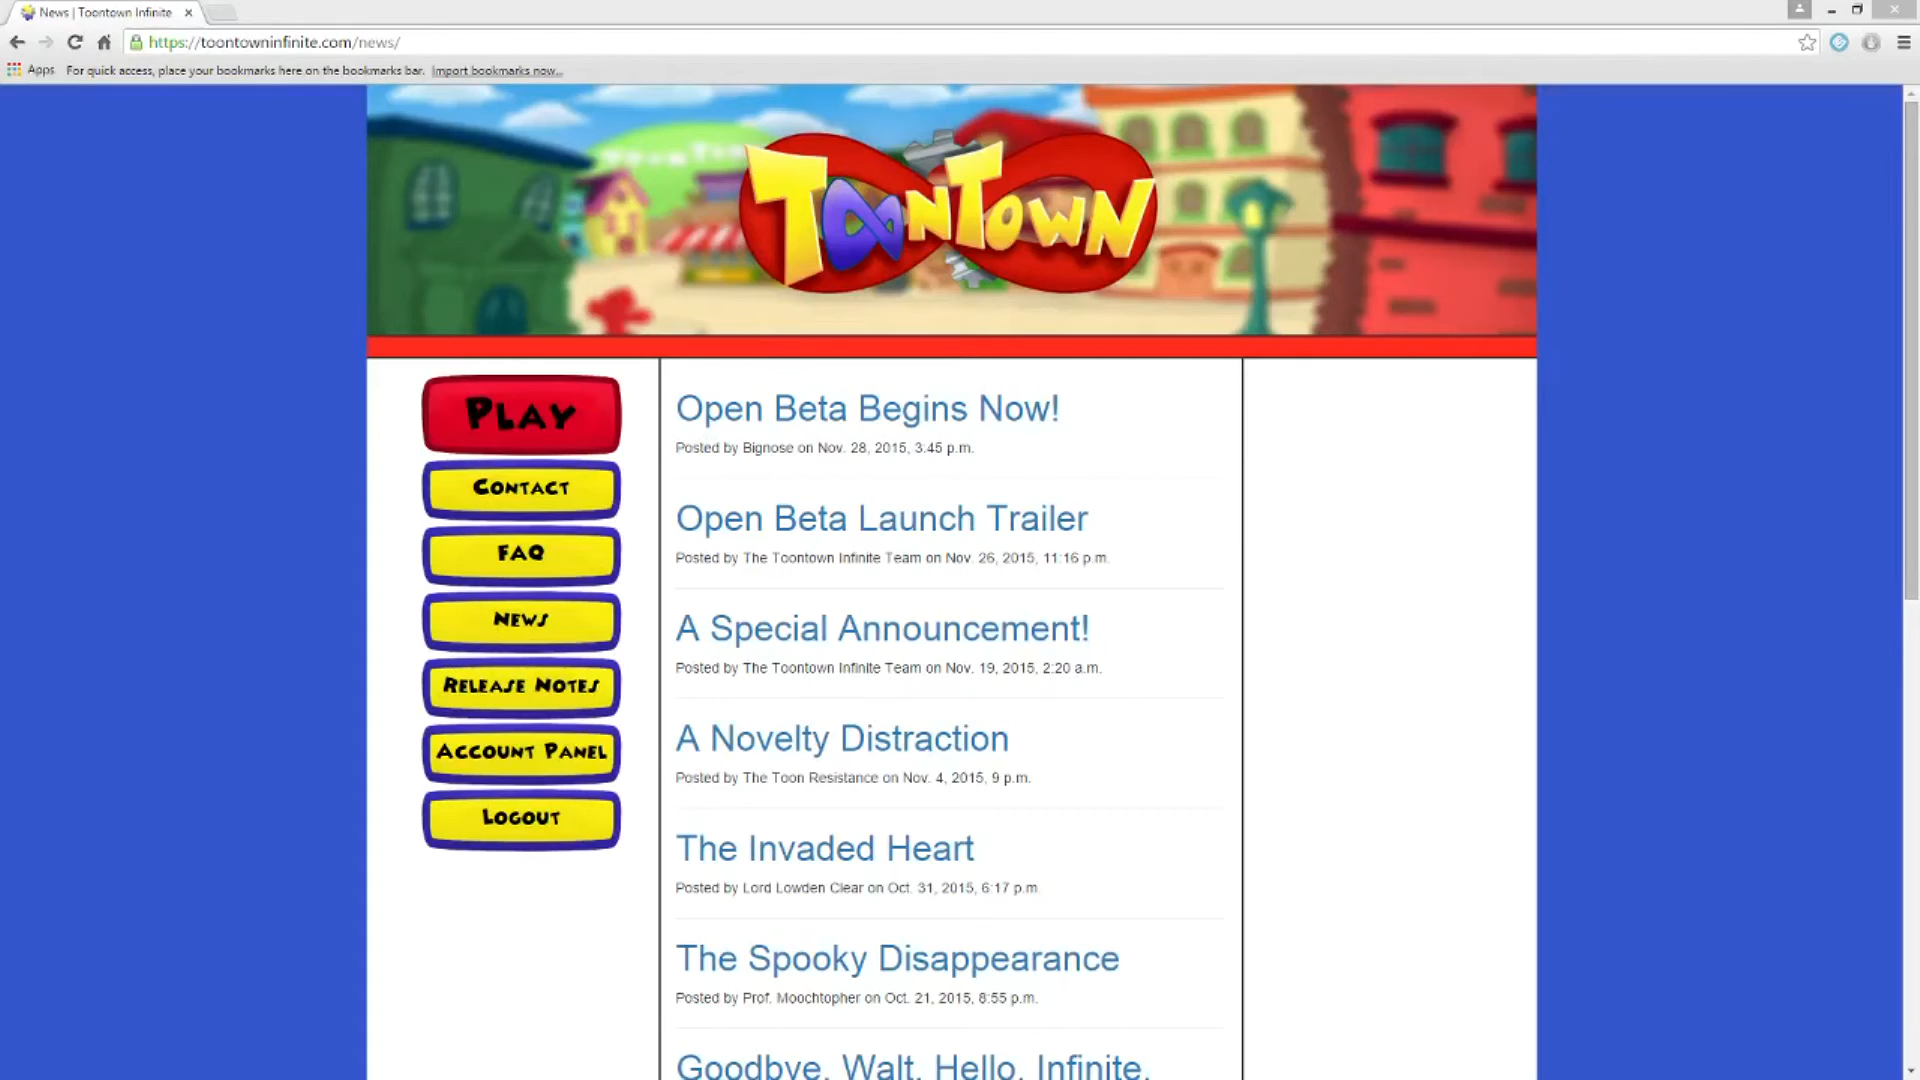 News | Toontown Infinite
https://toontowninfinite.com/news/
Apps For quick access, place your bookmarks here on the bookmarks bar. Import bookmarks now...
TOONTOWN
PLAY
CONTACT
FAQ
NEWS
RELEASE NOTES
ACCOUNT PANEL
LOGOUT
Open Beta Begins Now!
Posted by Bignose on Nov. 28, 2015, 3:45 p.m.
Open Beta Launch Trailer
Posted by The Toontown Infinite Team on Nov. 26, 2015, 11:16 p.m.
A Special Announcement!
Posted by The Toontown Infinite Team on Nov. 19, 2015, 2:20 a.m.
A Novelty Distraction
Posted by The Toon Resistance on Nov. 4, 2015, 9 p.m.
The Invaded Heart
Posted by Lord Lowden Clear on Oct. 31, 2015, 6:17 p.m.
The Spooky Disappearance
Posted by Prof. Moochtopher on Oct. 21, 2015, 8:55 p.m.
Goodbye, Walt. Hello, Infinite.